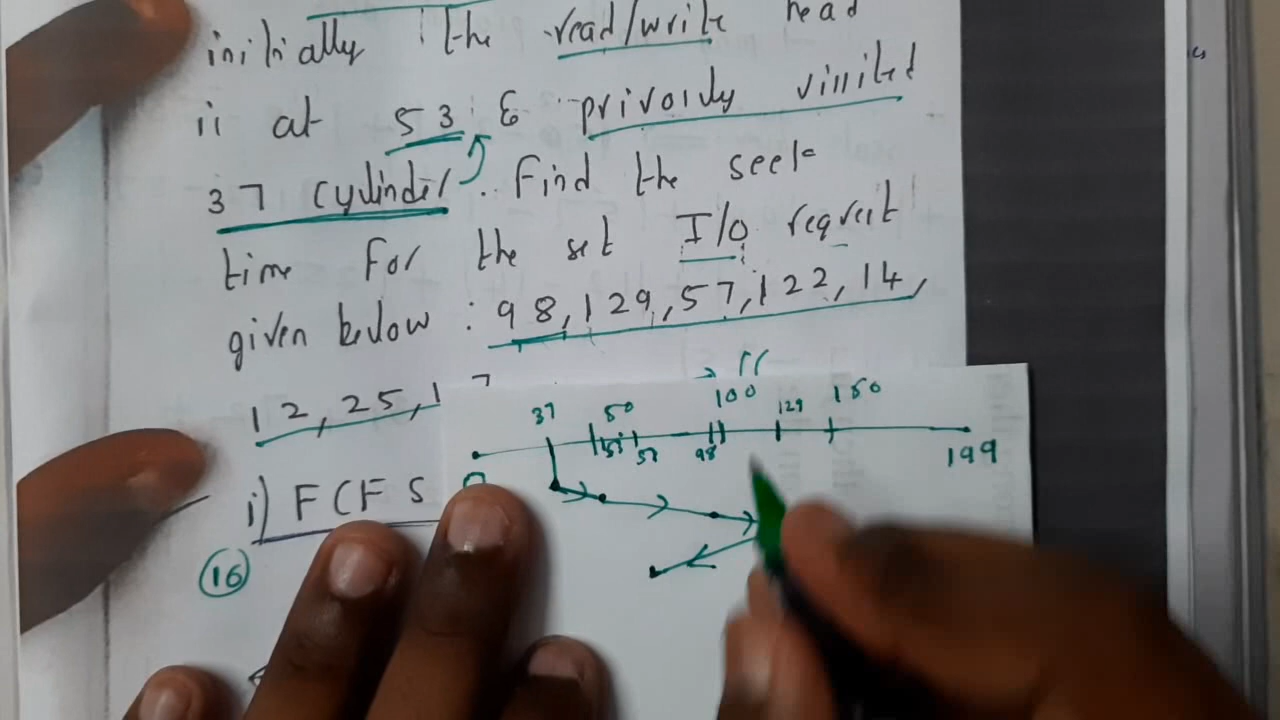 initially the read/write head
is at 53 & privoidy visited
37 cylinder. Find the seek
time For the set I/O request
given below : 98, 129, 57, 122, 14,
12, 25, 1
37 50 100 129 150
53 57 98 199
i) FCFS
16